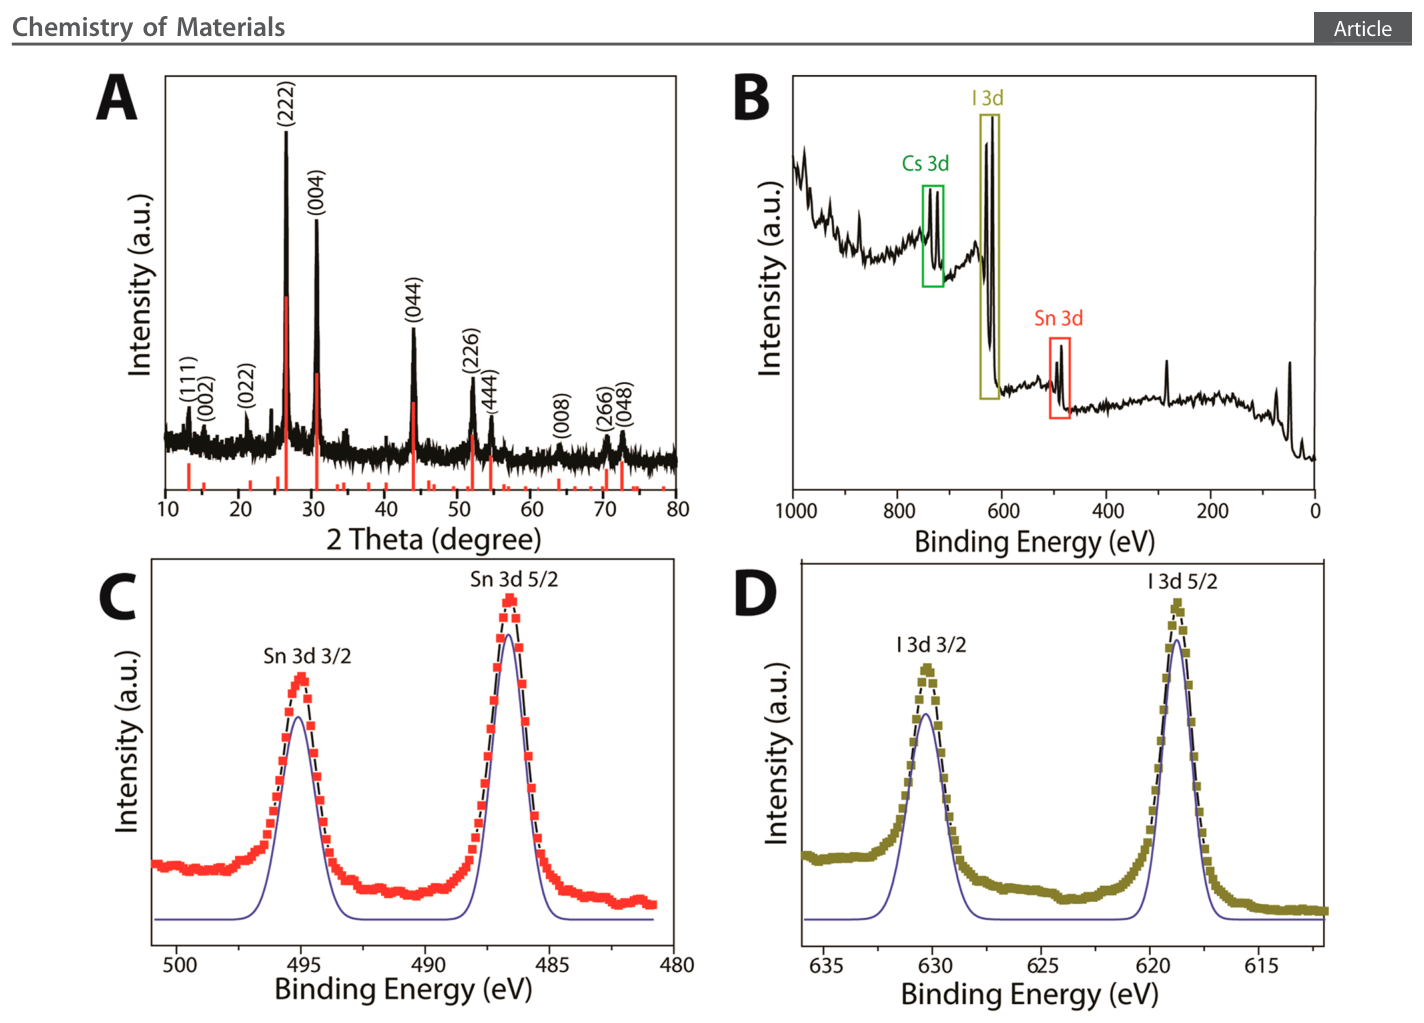 Chemistry of Materials
Article
A
Intensity (a.u.)
(111)
(002)
(022)
(222)
(004)
(044)
(226)
(444)
(008)
(266)
(048)
10 20 30 40 50 60 70 80
2 Theta (degree)
B
Intensity (a.u.)
Cs 3d
I 3d
Sn 3d
1000 800 600 400 200 0
Binding Energy (eV)
C
Intensity (a.u.)
Sn 3d 3/2
Sn 3d 5/2
500 495 490 485 480
Binding Energy (eV)
D
Intensity (a.u.)
I 3d 3/2
I 3d 5/2
635 630 625 620 615
Binding Energy (eV)